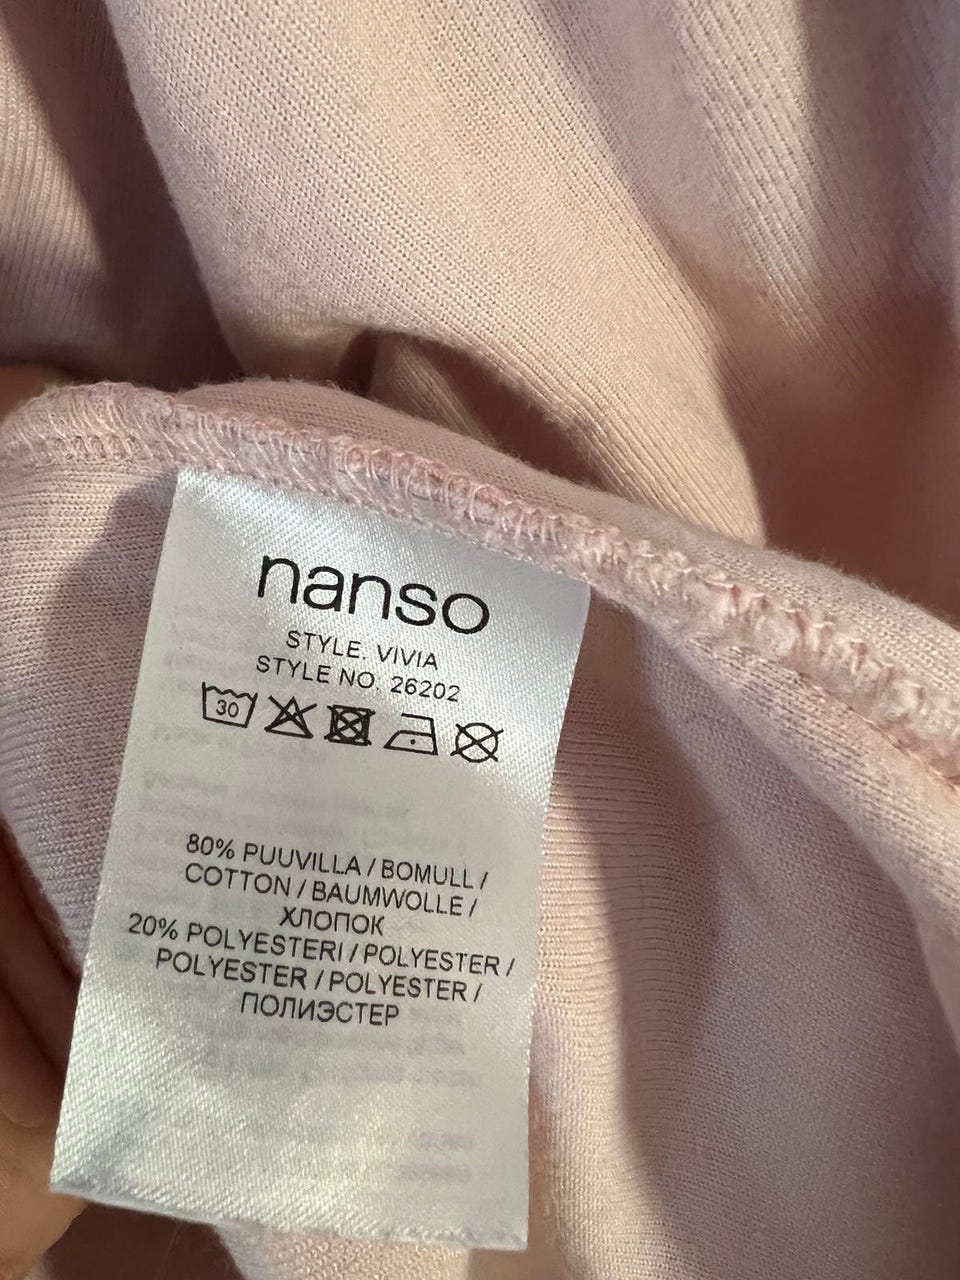 nanso
STYLE. VIVIA
STYLE NO. 26202
30
80% PUUVILLA / BOMULL /
COTTON / BAUMWOLLE /
ХЛОПОК
20% POLYESTERI / POLYESTER /
POLYESTER / POLYESTER /
ПОЛИЭСТЕР